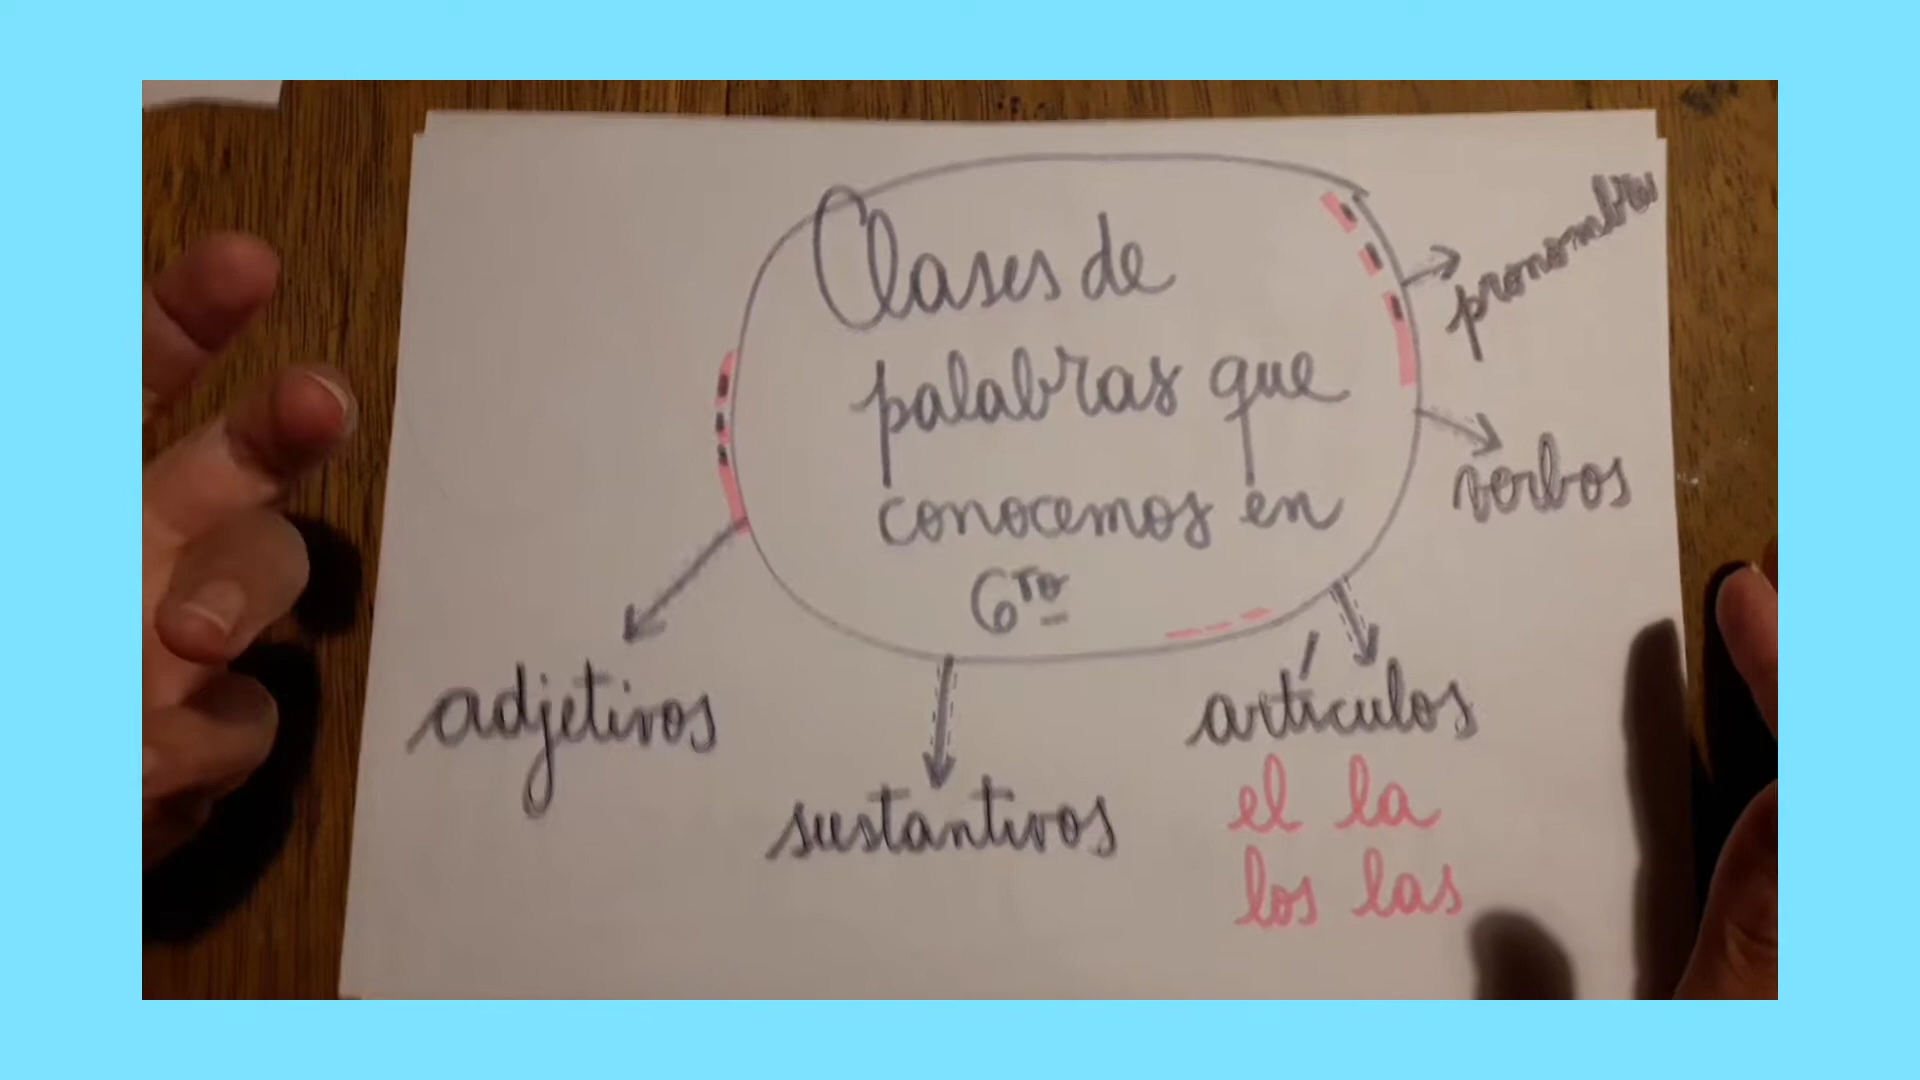 Clases de
palabras que
conocemos en
6to
pronombres
verbos
artículos
el la
los las
sustantivos
adjetivos